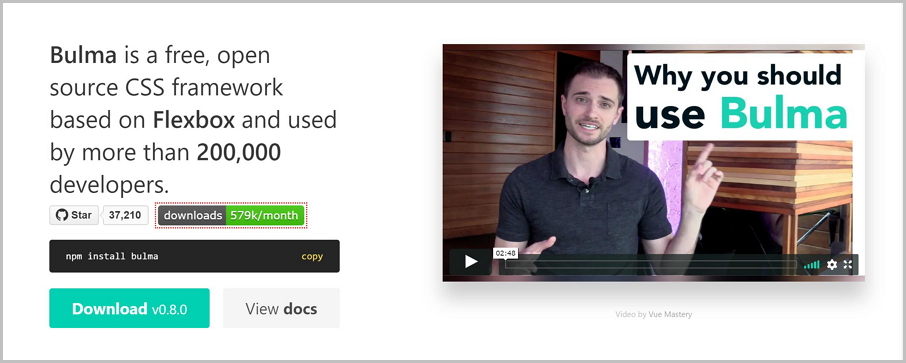 Bulma is a free, open
source CSS framework
based on Flexbox and used
by more than 200,000
developers.
Star 37,210 downloads 579k/month
npm install bulma copy
Download v0.8.0 View docs
Why you should
use Bulma
02:48
Video by Vue Mastery